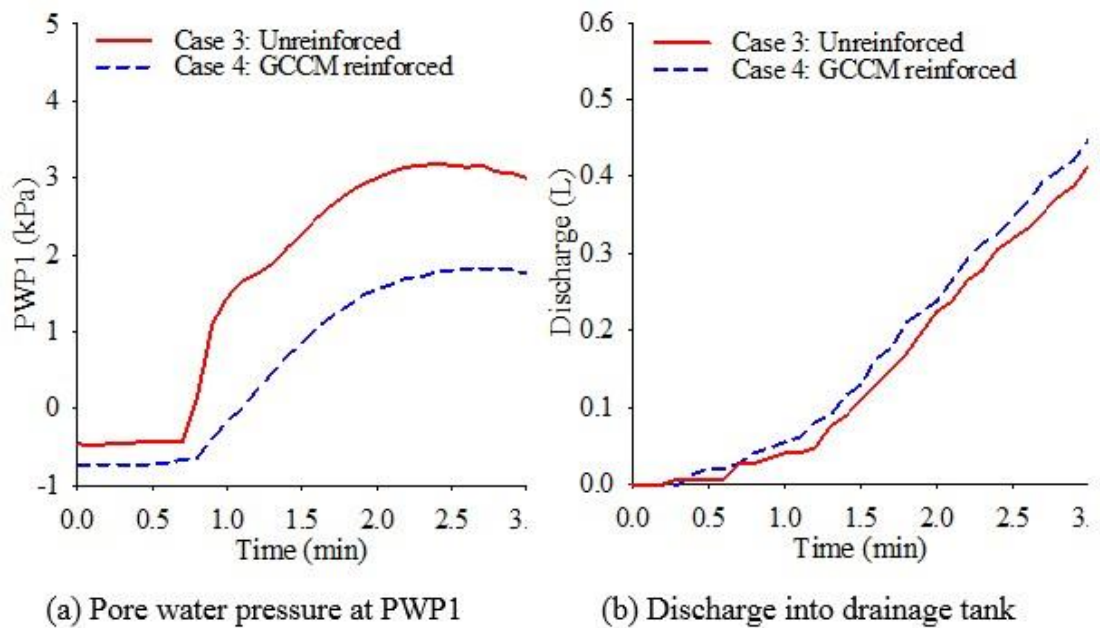 5
4
3
2
1
0
-1
PWP1 (kPa)
Case 3: Unreinforced
Case 4: GCCM reinforced
0.0 0.5 1.0 1.5 2.0 2.5 3.
Time (min)
(a) Pore water pressure at PWP1
0.6
0.5
0.4
0.3
0.2
0.1
0.0
Discharge (L)
Case 3: Unreinforced
Case 4: GCCM reinforced
0.0 0.5 1.0 1.5 2.0 2.5 3.
Time (min)
(b) Discharge into drainage tank